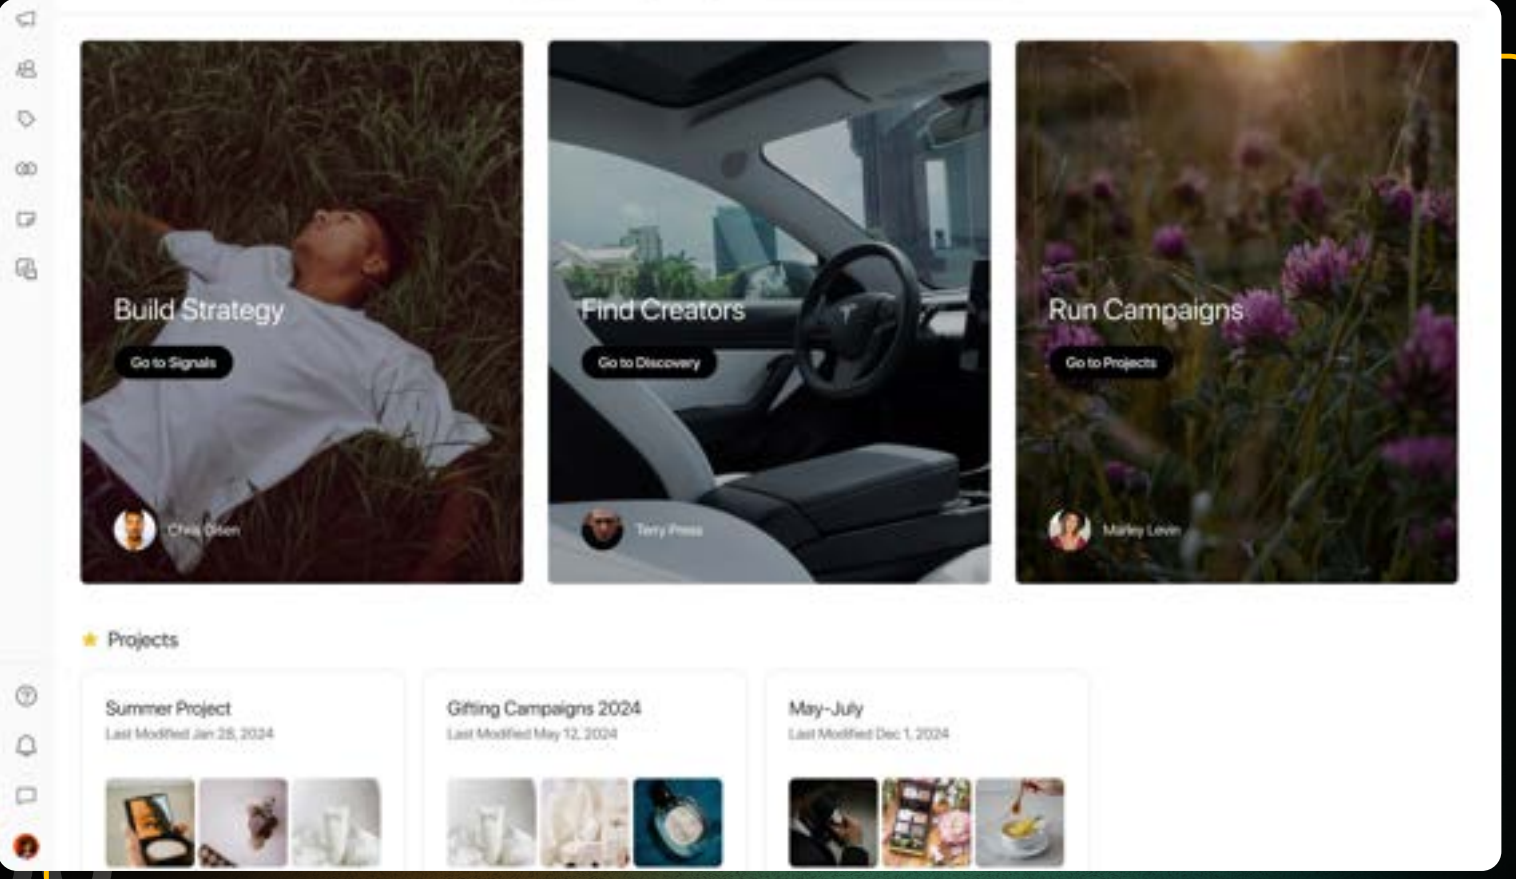 Build Strategy
Go to Signals
Chris Olsen
Find Creators
Go to Discovery
Terry Press
Run Campaigns
Go to Projects
Marley Levin
Projects
Summer Project
Last Modified Jan 28, 2024
Gifting Campaigns 2024
Last Modified May 12, 2024
May-July
Last Modified Dec 1, 2024